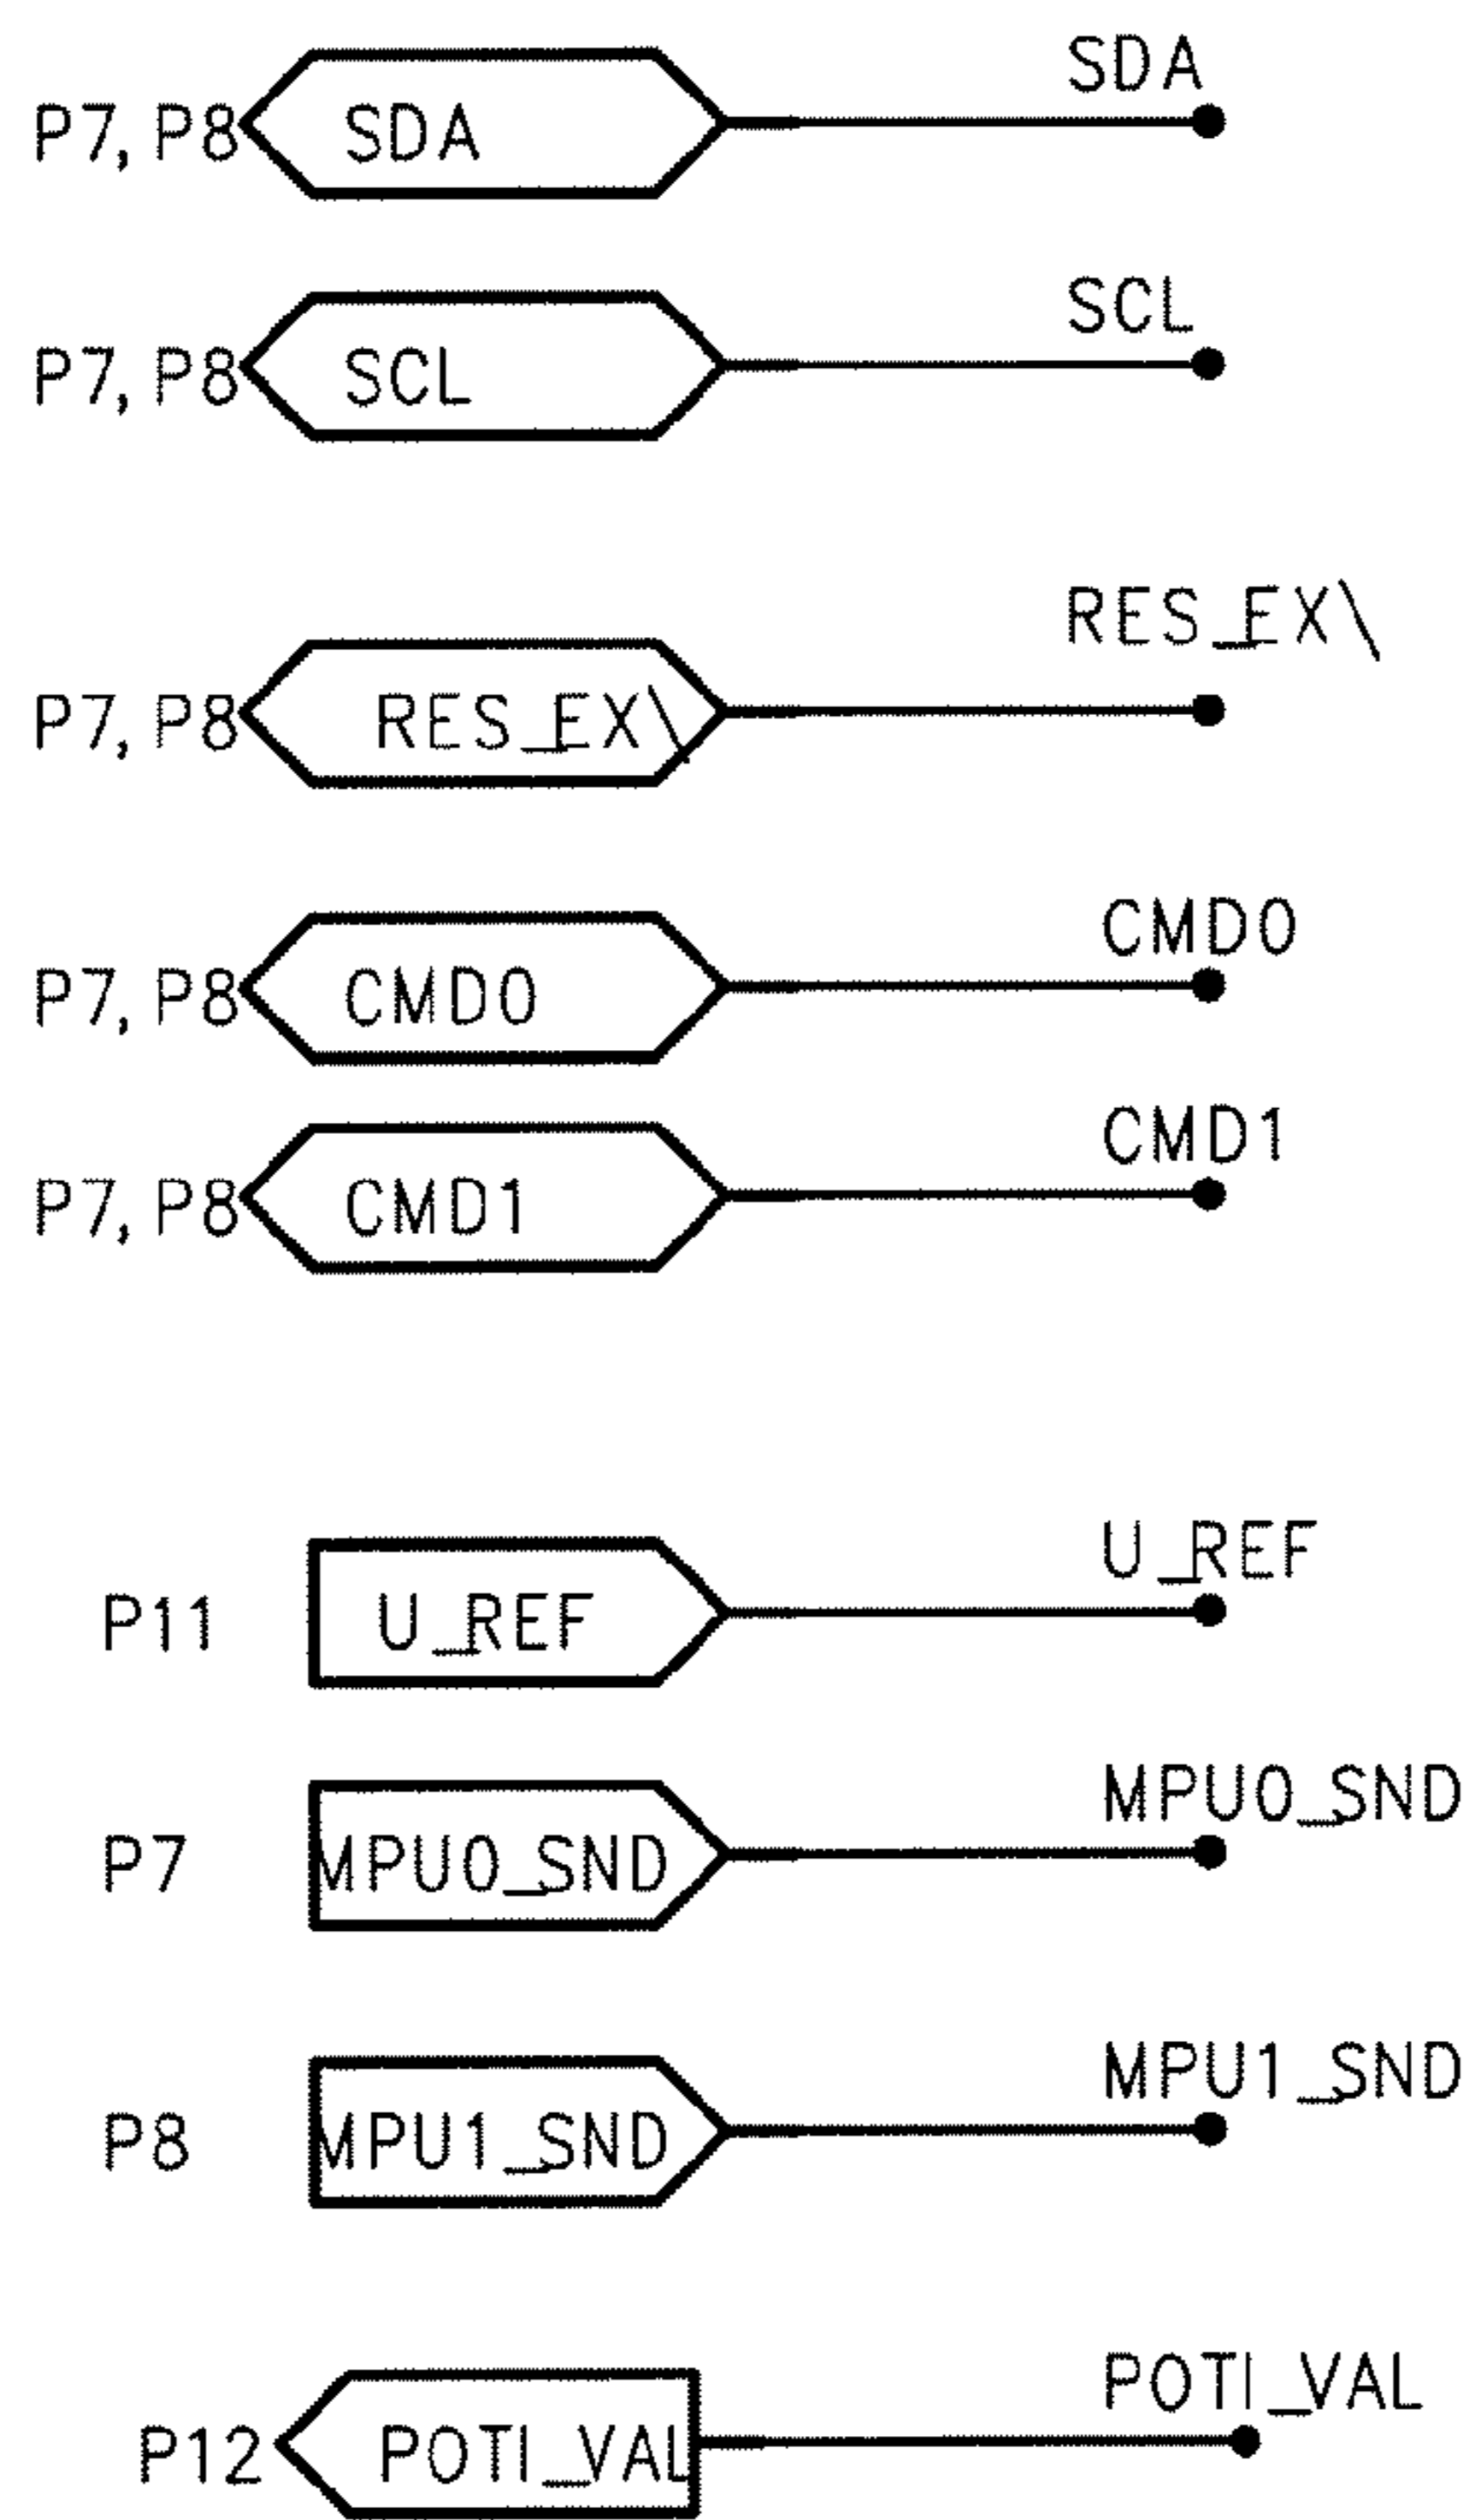 SDA
P7, P8 SDA
SCL
P7, P8 SCL
RES_EX\
P7, P8 RES_EX\
CMD0
P7, P8 CMD0
CMD1
P7, P8 CMD1
U_REF
P11 U_REF
MPU0_SND
P7 MPU0_SND
MPU1_SND
P8 MPU1_SND
POTI_VAL
P12 POTI_VAL